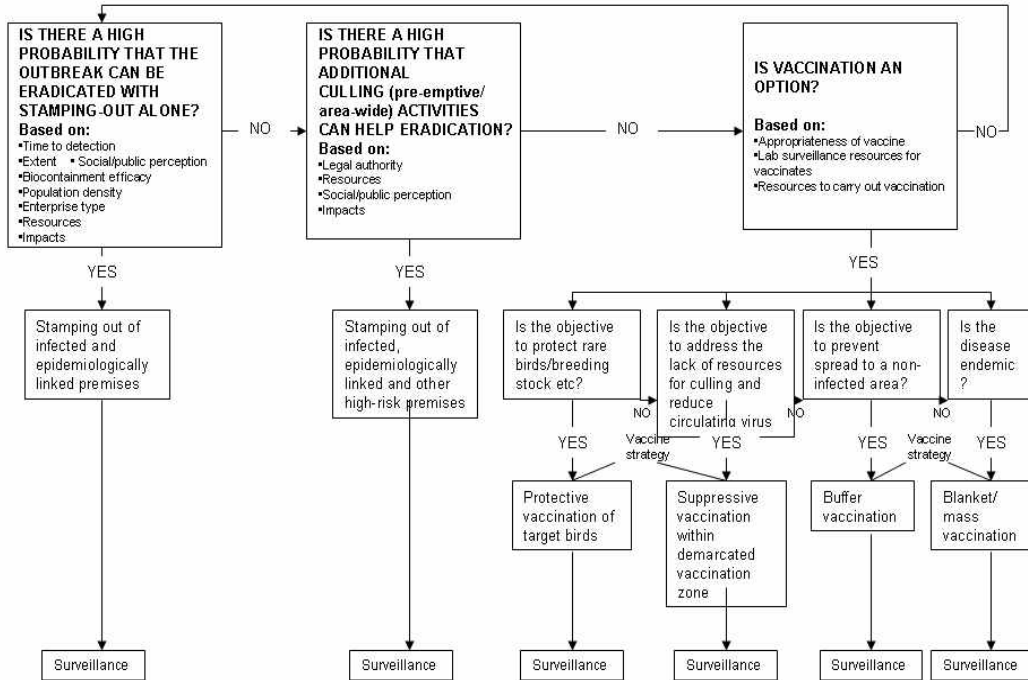 IS THERE A HIGH
PROBABILITY THAT THE
OUTBREAK CAN BE
ERADICATED WITH
STAMPING-OUT ALONE?
Based on:
▪Time to detection
▪Extent ▪ Social/public perception
▪Biocontainment efficacy
▪Population density
▪Enterprise type
▪Resources
▪Impacts
NO
IS THERE A HIGH
PROBABILITY THAT
ADDITIONAL
CULLING (pre-emptive/
area-wide) ACTIVITIES
CAN HELP ERADICATION?
Based on:
▪Legal authority
▪Resources
▪Social/public perception
▪Impacts
NO
IS VACCINATION AN
OPTION?
Based on:
▪Appropriateness of vaccine
▪Lab surveillance resources for
vaccinates
▪Resources to carry out vaccination
NO
YES
YES
YES
Stamping out of
infected and
epidemiologically
linked premises
Stamping out of
infected,
epidemiologically
linked and other
high-risk premises
Is the objective
to protect rare
birds/breeding
stock etc?
Is the objective
to address the
lack of resources
for culling and
reduce
circulating virus
Is the objective
to prevent
spread to a non-
infected area?
Is the
disease
endemic
?
NO
NO
NO
YES
Vaccine
strategy
YES
YES
Vaccine
strategy
YES
Protective
vaccination of
target birds
Suppressive
vaccination
within
demarcated
vaccination
zone
Buffer
vaccination
Blanket/
mass
vaccination
Surveillance
Surveillance
Surveillance
Surveillance
Surveillance
Surveillance